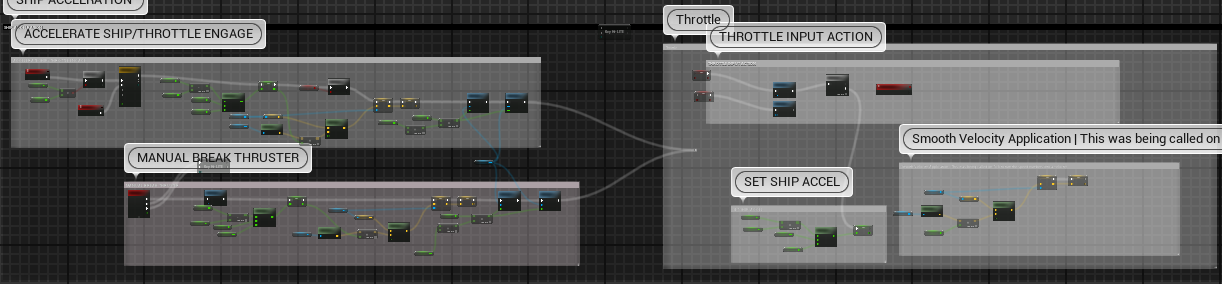 SHIP ACCELERATION
ACCELERATE SHIP/THROTTLE ENGAGE
MANUAL BREAK THRUSTER
Throttle
THROTTLE INPUT ACTION
Smooth Velocity Application | This was being called on
SET SHIP ACCEL